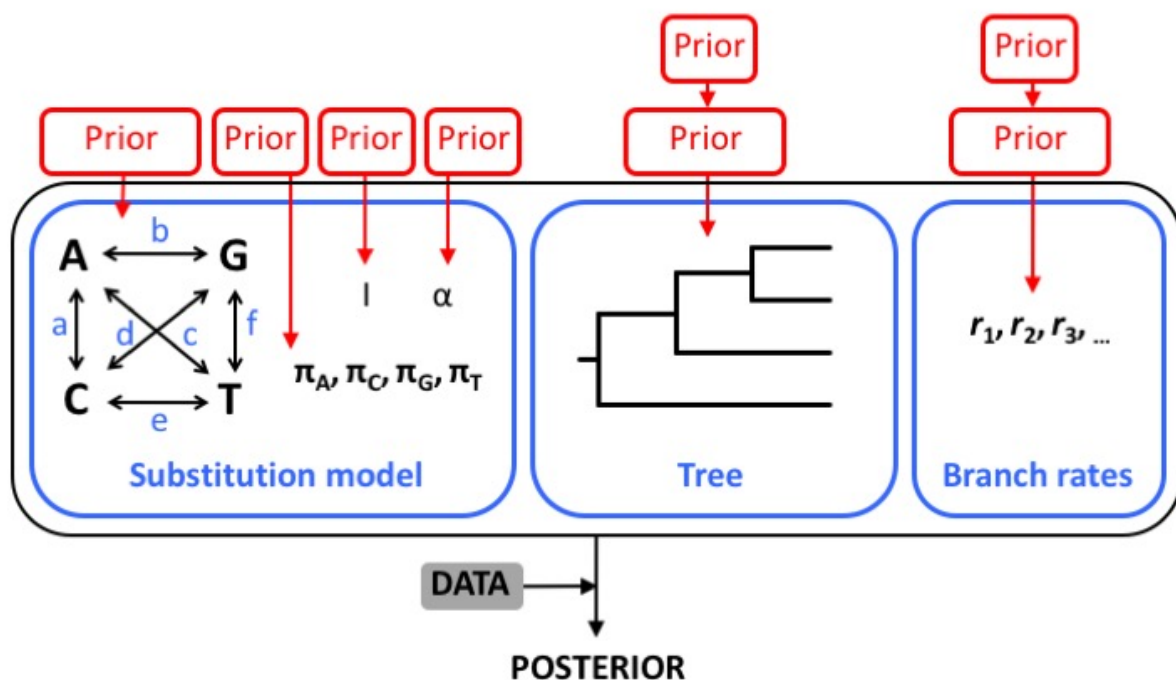 Prior
Prior
Prior
Prior
Prior
Prior
Prior
Prior
A
b
G
a
d
c
f
C
e
T
I
α
π_A, π_C, π_G, π_T
r_1, r_2, r_3, ...
Substitution model
Tree
Branch rates
DATA
POSTERIOR